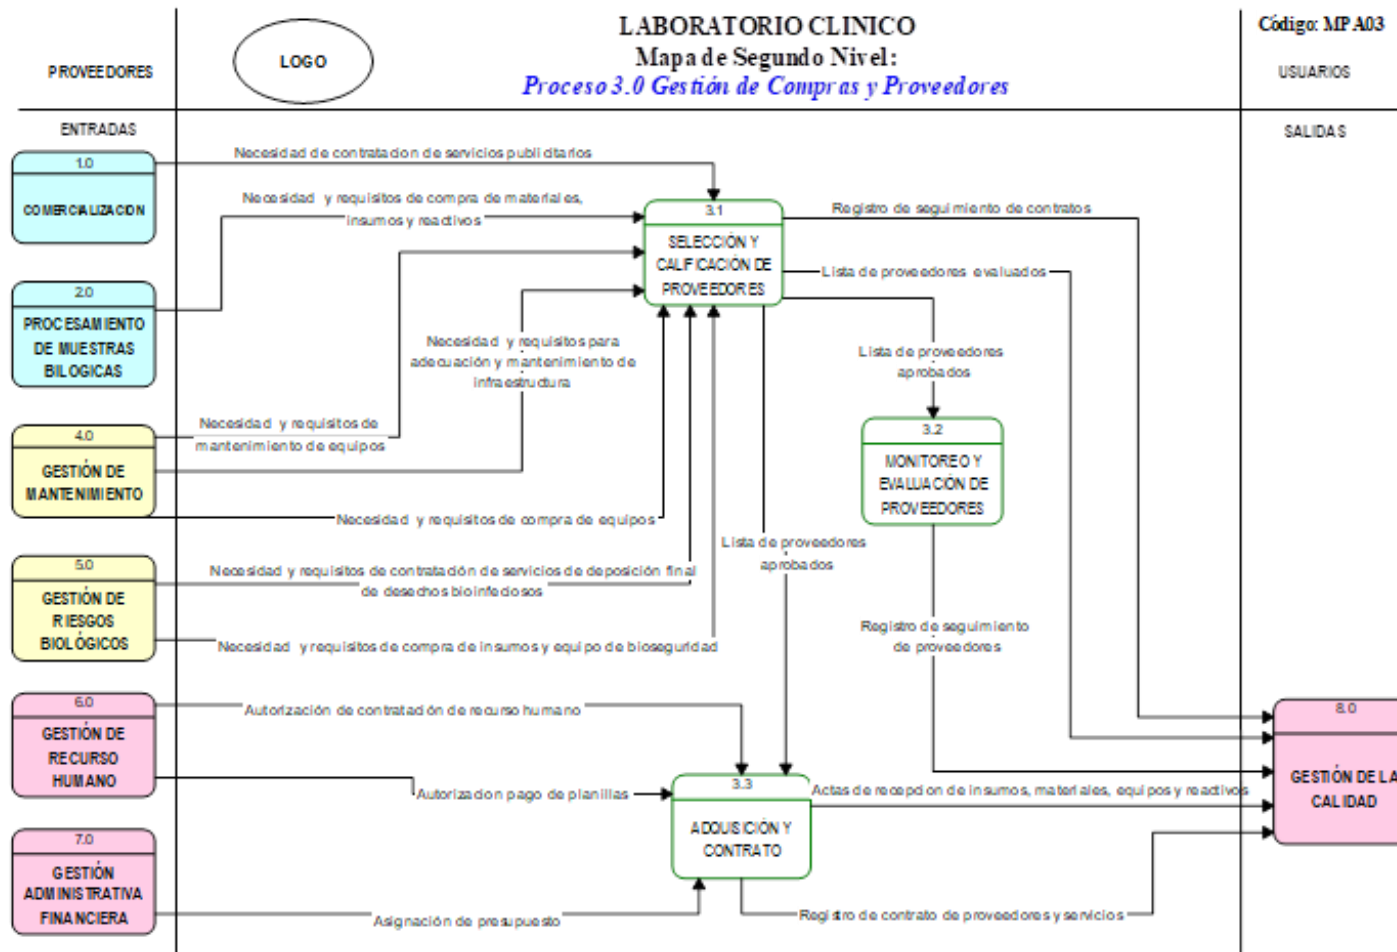 LABORATORIO CLINICO
Mapa de Segundo Nivel:
Proceso 3.0 Gestión de Compras y Proveedores
Código: MPA03
LOGO
PROVEEDORES
USUARIOS
ENTRADAS
SALIDAS
1.0
COMERCIALIZACION
2.0
PROCESAMIENTO
DE MUESTRAS
BILOGICAS
4.0
GESTIÓN DE
MANTENIMIENTO
5.0
GESTIÓN DE
RIESGOS
BIOLÓGICOS
6.0
GESTIÓN DE
RECURSO
HUMANO
7.0
GESTIÓN
ADMINISTRATIVA
FINANCIERA
Necesidad de contratacion de servicios publicitarios
Necesidad y requisitos de compra de materiales,
insumos y reactivos
Necesidad y requisitos para
adecuación y mantenimiento de
infraestructura
Necesidad y requisitos de
mantenimiento de equipos
Necesidad y requisitos de compra de equipos
Necesidad y requisitos de contratación de servicios de deposición final
de desechos bioinfeciosos
Necesidad y requisitos de compra de insumos y equipo de bioseguridad
Autorización de contratación de recurso humano
Autorizacion pago de planillas
Asignación de presupuesto
3.1
SELECCIÓN Y
CALIFICACIÓN DE
PROVEEDORES
Registro de seguimiento de contratos
Lista de proveedores evaluados
Lista de proveedores
aprobados
3.2
MONITOREO Y
EVALUACIÓN DE
PROVEEDORES
Lista de proveedores
aprobados
Registro de seguimiento
de proveedores
3.3
ADQUISICIÓN Y
CONTRATO
Actas de recepcion de insumos, materiales, equipos y reactivos
Registro de contrato de proveedores y servicios
8.0
GESTIÓN DE LA
CALIDAD